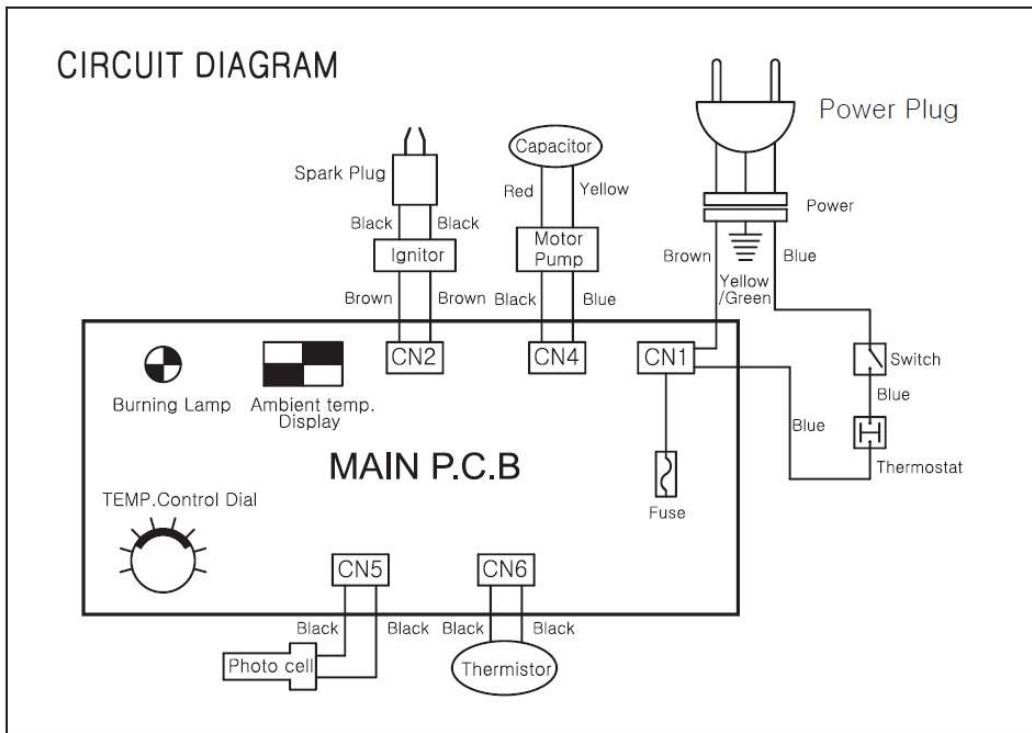 CIRCUIT DIAGRAM
Power Plug
Capacitor
Spark Plug
Red
Yellow
Power
Black
Black
Ignitor
Motor
Pump
Brown
Blue
Yellow
/Green
Brown
Brown
Black
Blue
CN2
CN4
CN1
Switch
Blue
Burning Lamp
Ambient temp.
Display
Blue
Thermostat
MAIN P.C.B
TEMP.Control Dial
Fuse
CN5
CN6
Black
Black
Black
Black
Photo cell
Thermistor